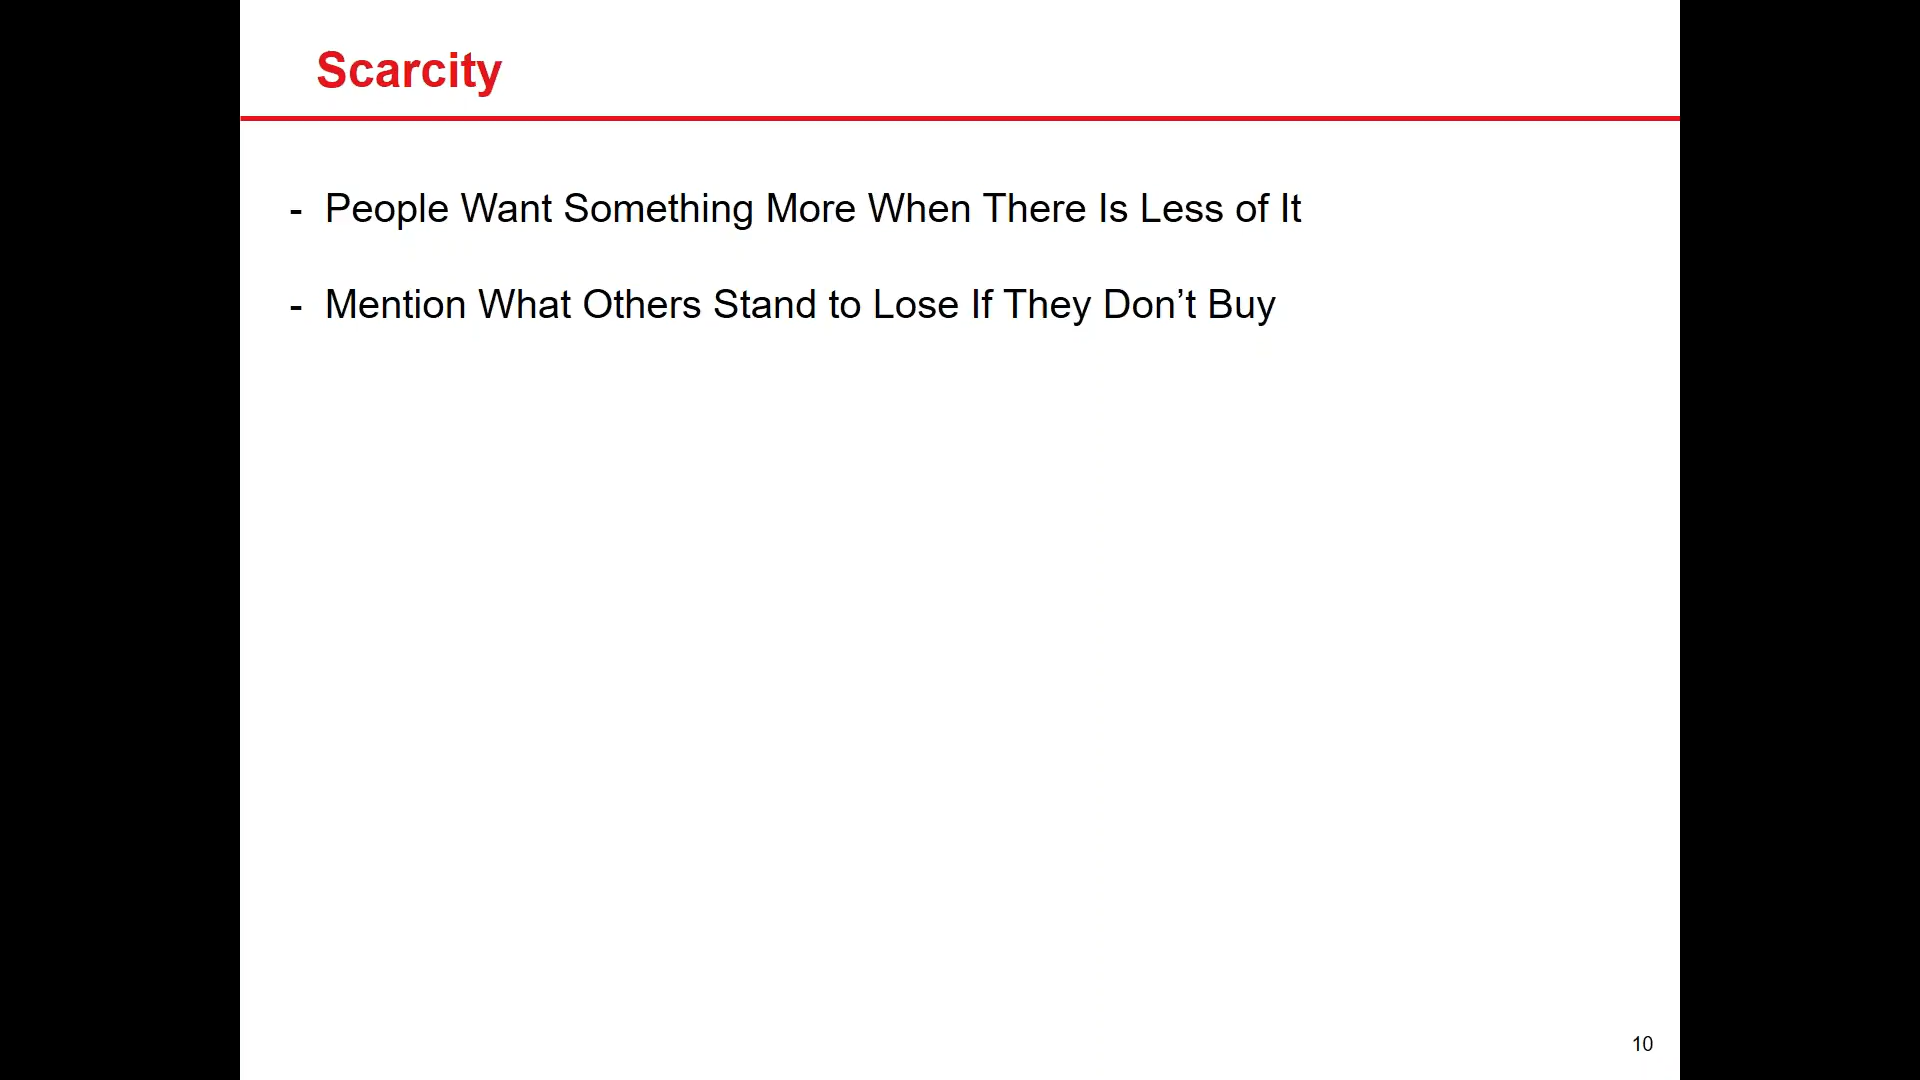 Scarcity
- People Want Something More When There Is Less of It
- Mention What Others Stand to Lose If They Don’t Buy
10